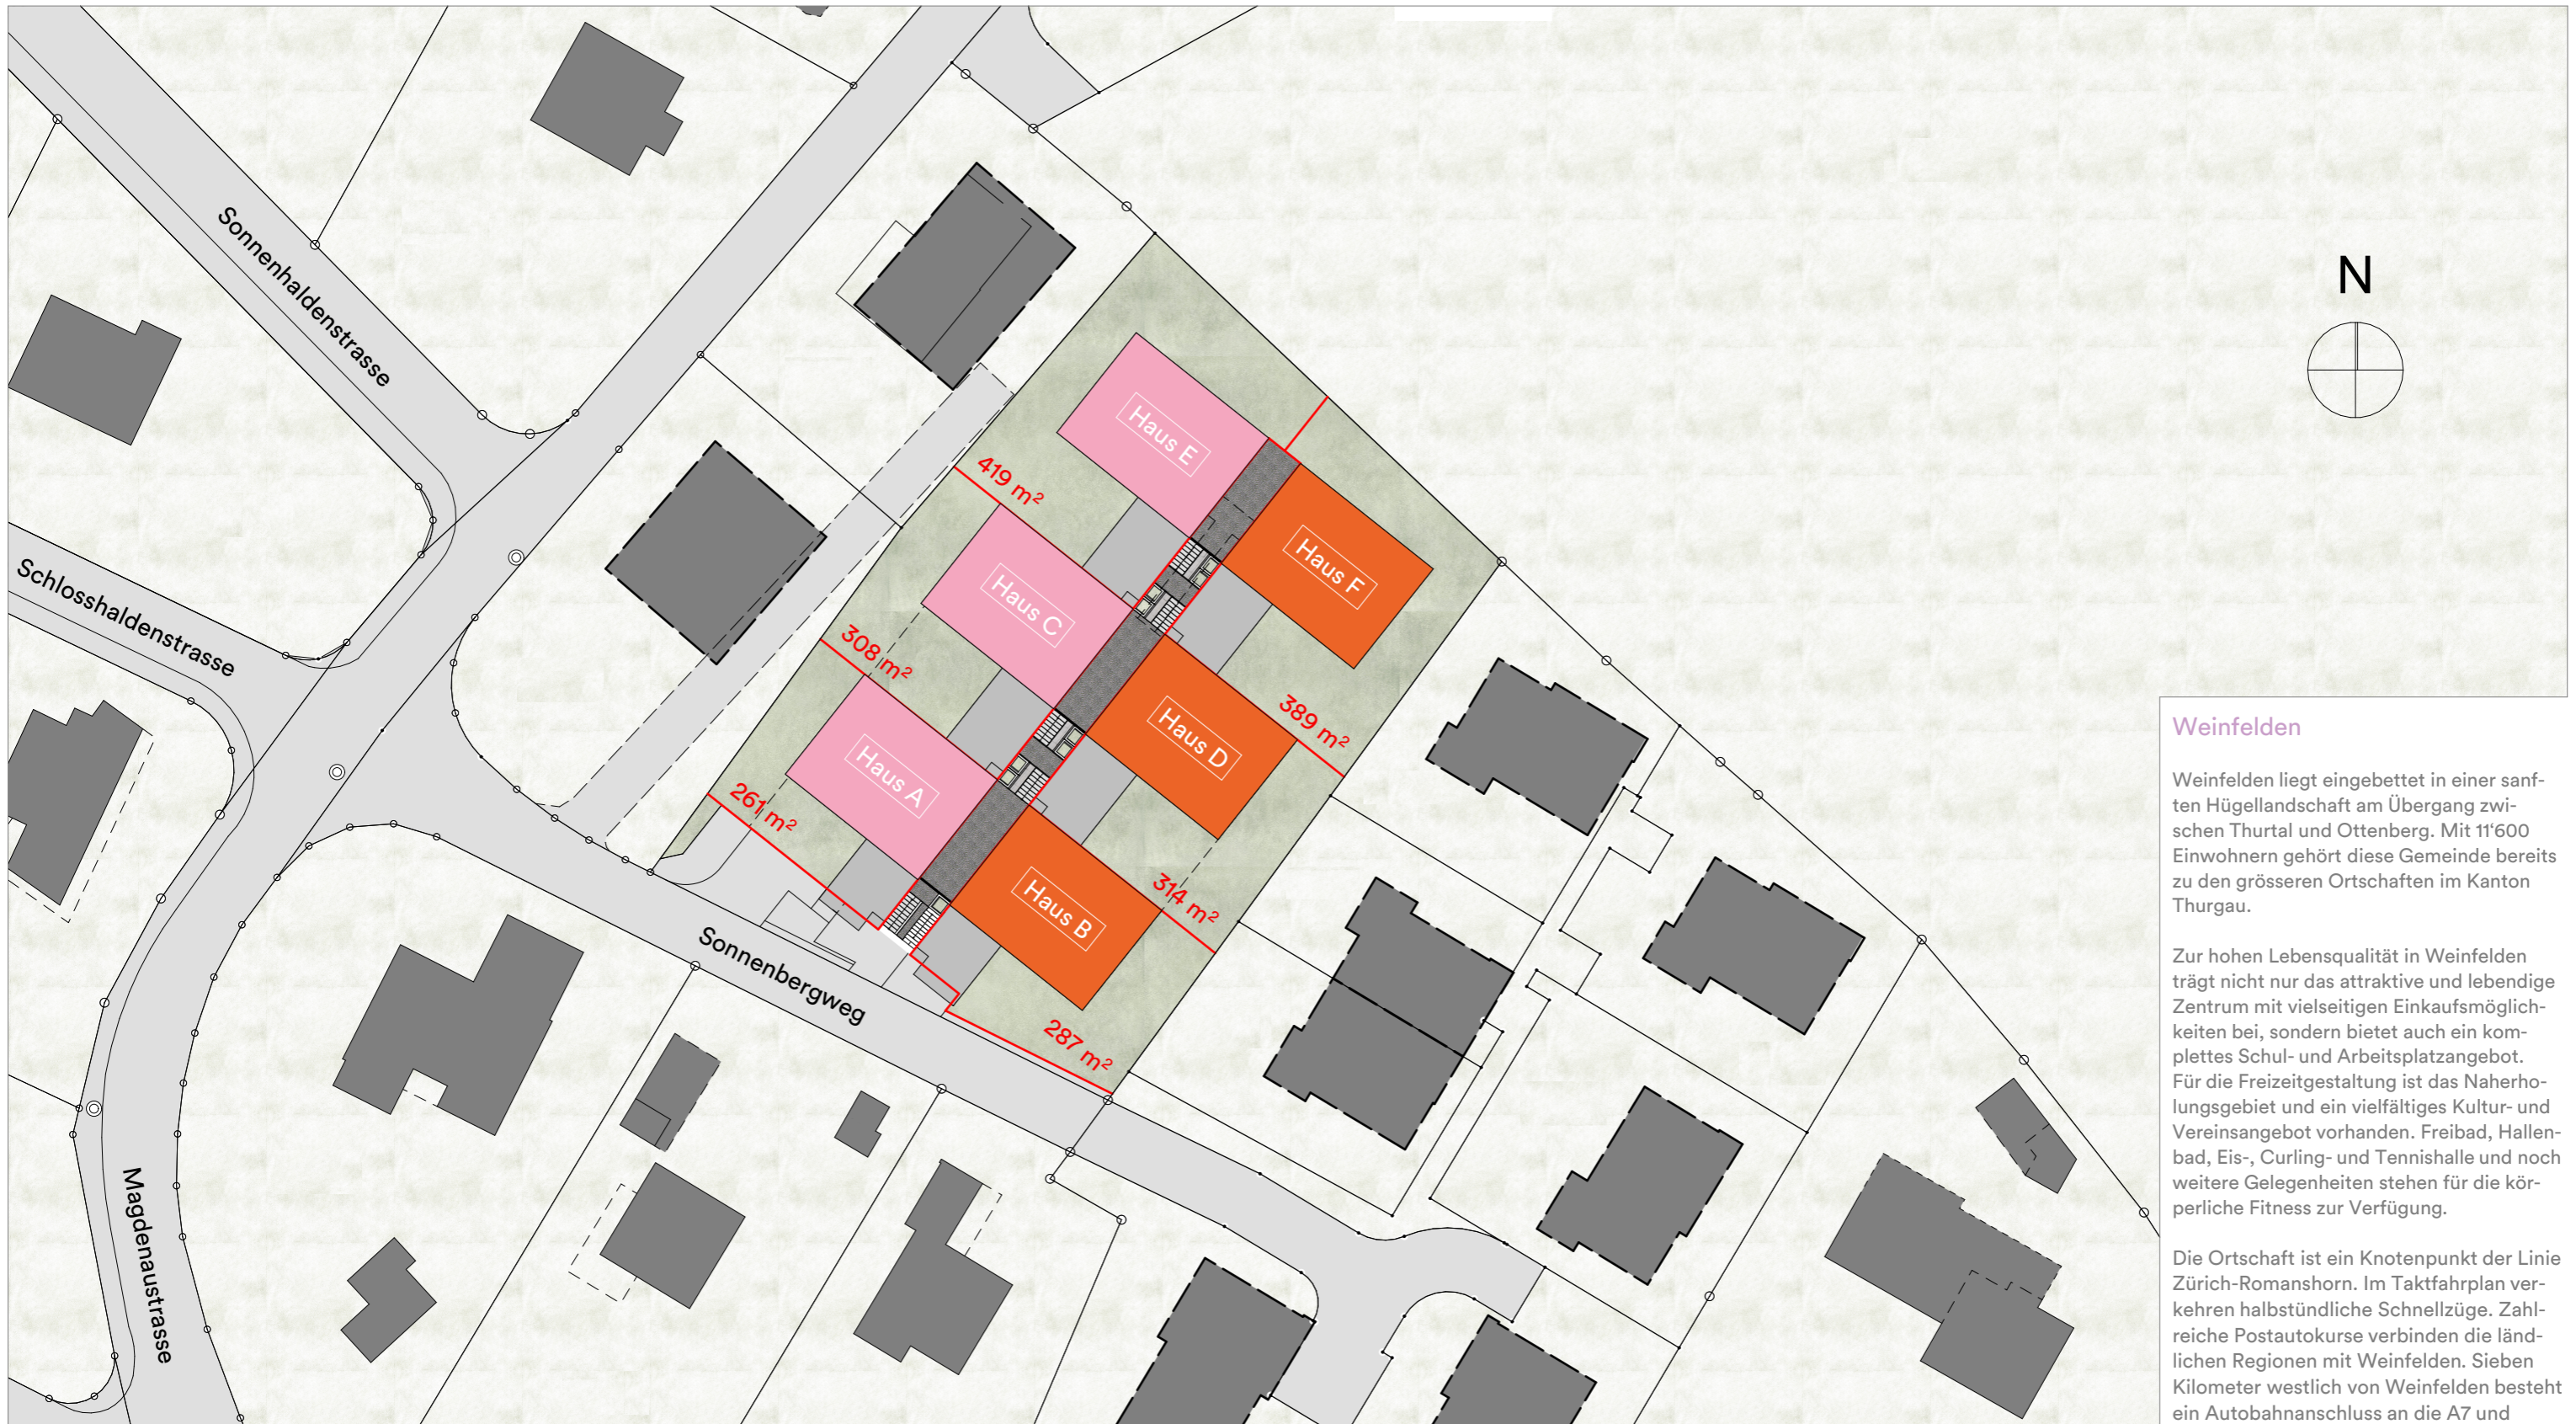 N
Sonnenhaldenstrasse
Schlosshaldenstrasse
Magdenaustrasse
Sonnenbergweg
Haus E
419 m²
Haus F
Haus C
308 m²
389 m²
Haus D
Haus A
261 m²
314 m²
Haus B
287 m²
Weinfelden
Weinfelden liegt eingebettet in einer sanf-
ten Hügellandschaft am Übergang zwi-
schen Thurtal und Ottenberg. Mit 11‘600
Einwohnern gehört diese Gemeinde bereits
zu den grösseren Ortschaften im Kanton
Thurgau.
Zur hohen Lebensqualität in Weinfelden
trägt nicht nur das attraktive und lebendige
Zentrum mit vielseitigen Einkaufsmöglich-
keiten bei, sondern bietet auch ein kom-
plettes Schul- und Arbeitsplatzangebot.
Für die Freizeitgestaltung ist das Naherho-
lungsgebiet und ein vielfältiges Kultur- und
Vereinsangebot vorhanden. Freibad, Hallen-
bad, Eis-, Curling- und Tennishalle und noch
weitere Gelegenheiten stehen für die kör-
perliche Fitness zur Verfügung.
Die Ortschaft ist ein Knotenpunkt der Linie
Zürich-Romanshorn. Im Taktfahrplan ver-
kehren halbstündliche Schnellzüge. Zahl-
reiche Postautokurse verbinden die länd-
lichen Regionen mit Weinfelden. Sieben
Kilometer westlich von Weinfelden besteht
ein Autobahnanschluss an die A7 und